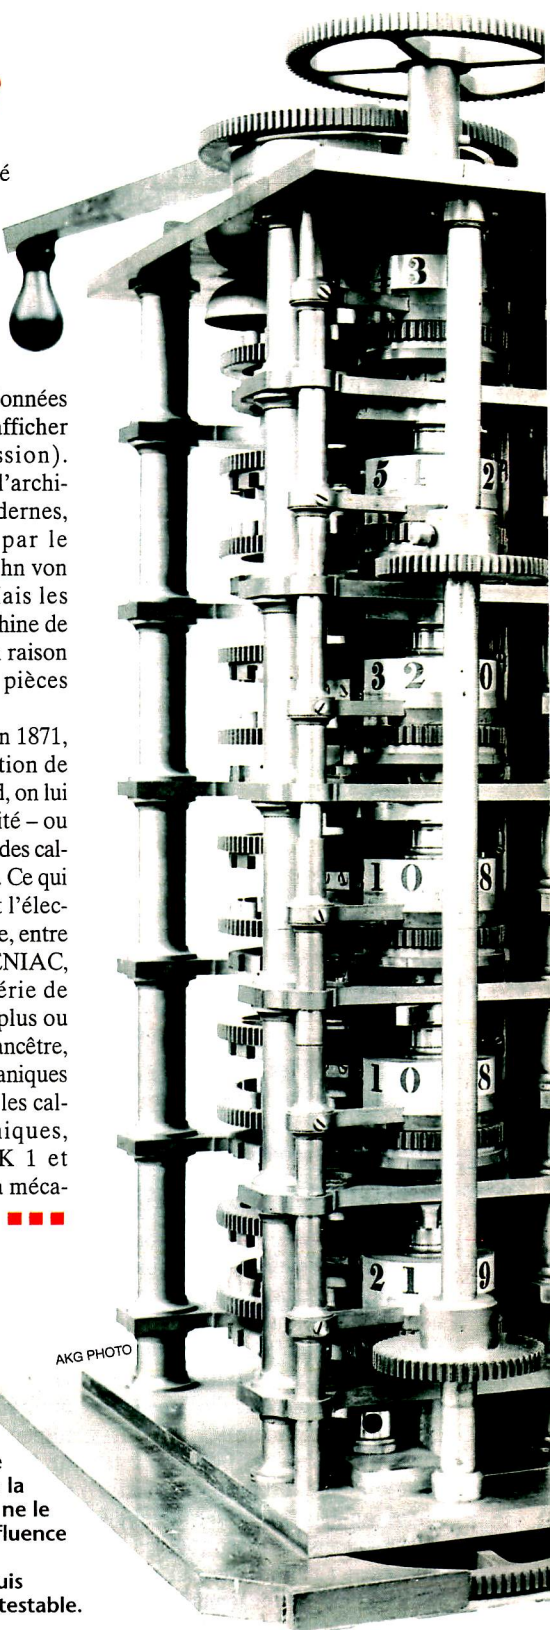 é
onnées
afficher
ssion).
l'archi-
dernes,
par le
hn von
ais les
hine de
raison
pièces
n 1871,
tion de
d, on lui
ité – ou
des cal-
. Ce qui
t l'élec-
e, entre
ENIAC,
érie de
plus ou
ancêtre,
aniques
les cal-
niques,
K 1 et
n méca-
3
5 4 2
3 2 0
1 0 8
1 0 8
2 1 9
AKG PHOTO
e
la
ne le
fluence
uis
testable.